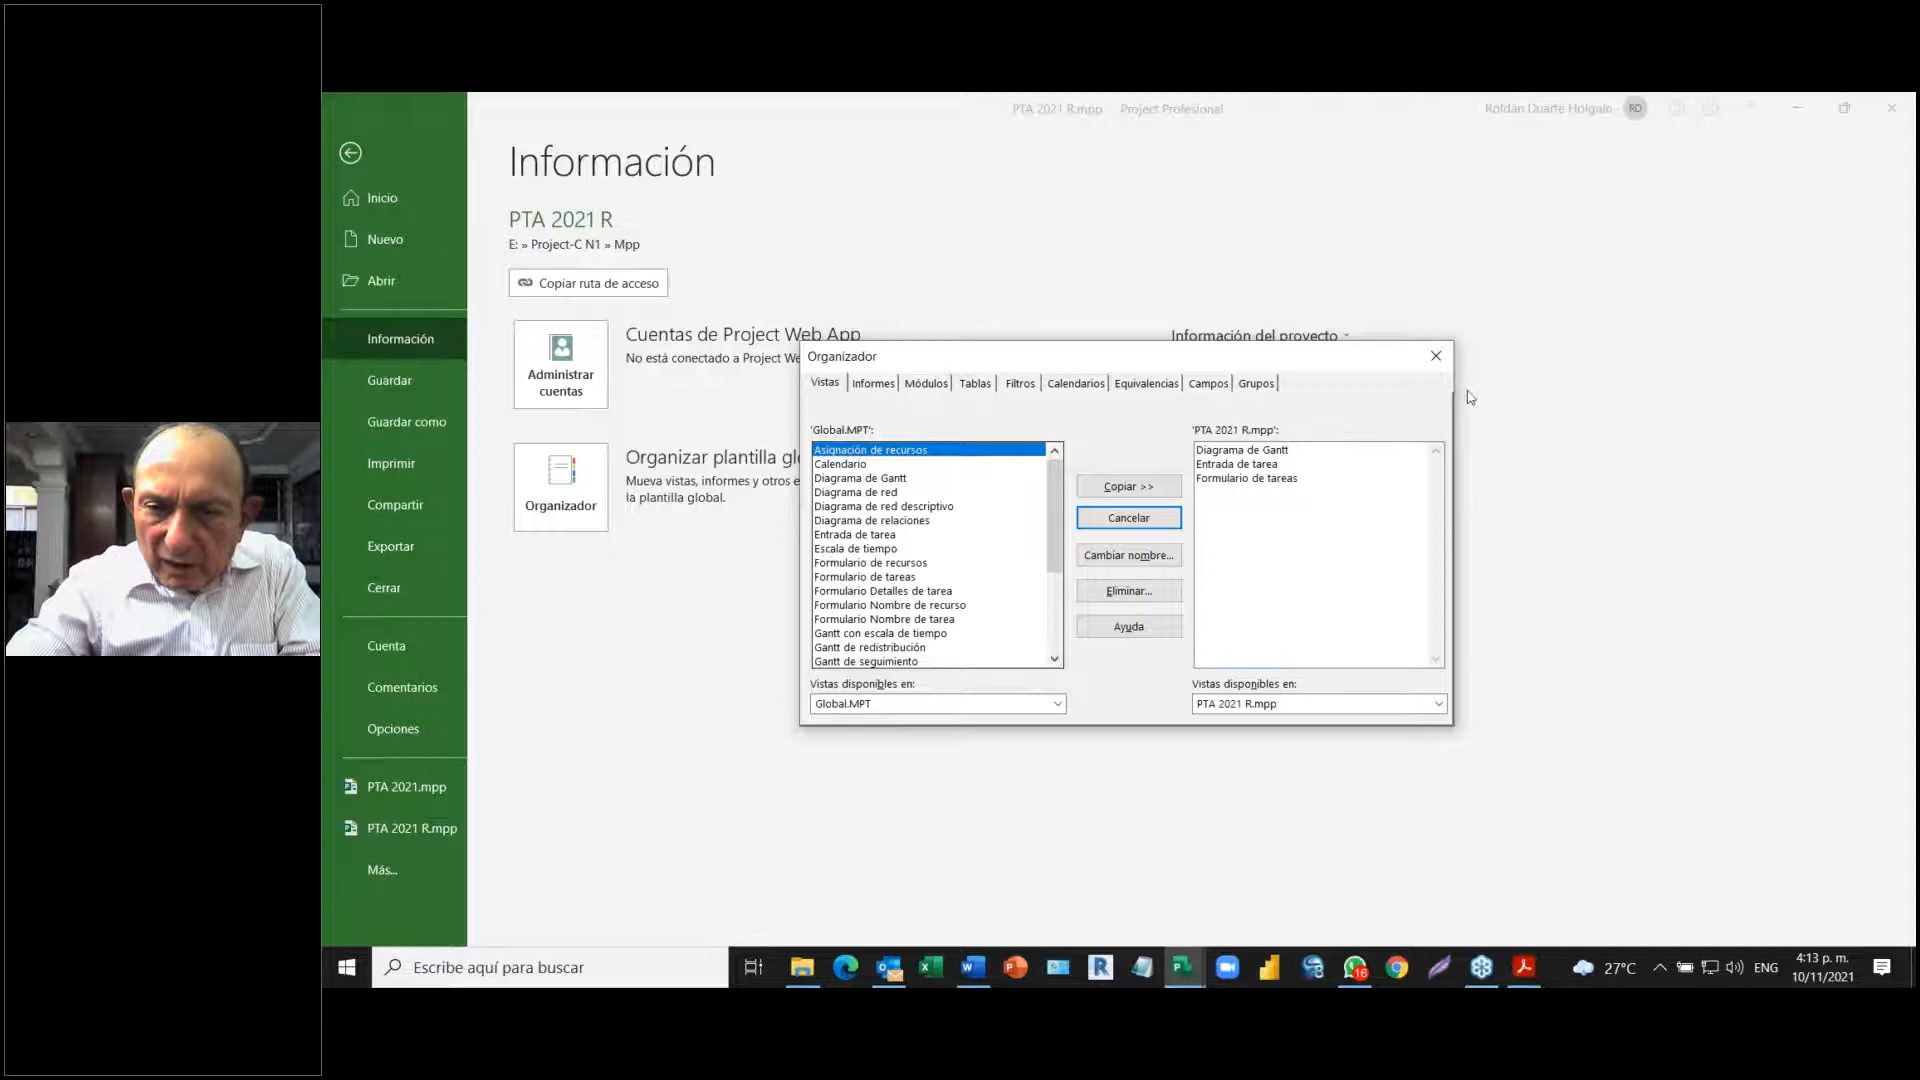 PTA 2021 R.mpp Project Profesional
Roldán Duarte Holguín RD
Inicio
Nuevo
Abrir
Información
Guardar
Guardar como
Imprimir
Compartir
Exportar
Cerrar
Cuenta
Comentarios
Opciones
PTA 2021.mpp
PTA 2021 R.mpp
Más...
Información
PTA 2021 R
E: » Project-C N1 » Mpp
Copiar ruta de acceso
Administrar
cuentas
Cuentas de Project Web App
No está conectado a Project We
Información del proyecto
Organizador
Organizar plantilla gl
Mueva vistas, informes y otros e
la plantilla global.
Organizador
Vistas Informes Módulos Tablas Filtros Calendarios Equivalencias Campos Grupos
'Global.MPT':
Asignación de recursos
Calendario
Diagrama de Gantt
Diagrama de red
Diagrama de red descriptivo
Diagrama de relaciones
Entrada de tarea
Escala de tiempo
Formulario de recursos
Formulario de tareas
Formulario Detalles de tarea
Formulario Nombre de recurso
Formulario Nombre de tarea
Gantt con escala de tiempo
Gantt de redistribución
Gantt de seguimiento
Copiar >>
Cancelar
Cambiar nombre...
Eliminar...
Ayuda
'PTA 2021 R.mpp':
Diagrama de Gantt
Entrada de tarea
Formulario de tareas
Vistas disponibles en:
Global.MPT
Vistas disponibles en:
PTA 2021 R.mpp
Escribe aquí para buscar
16
27°C
ENG
4:13 p. m.
10/11/2021